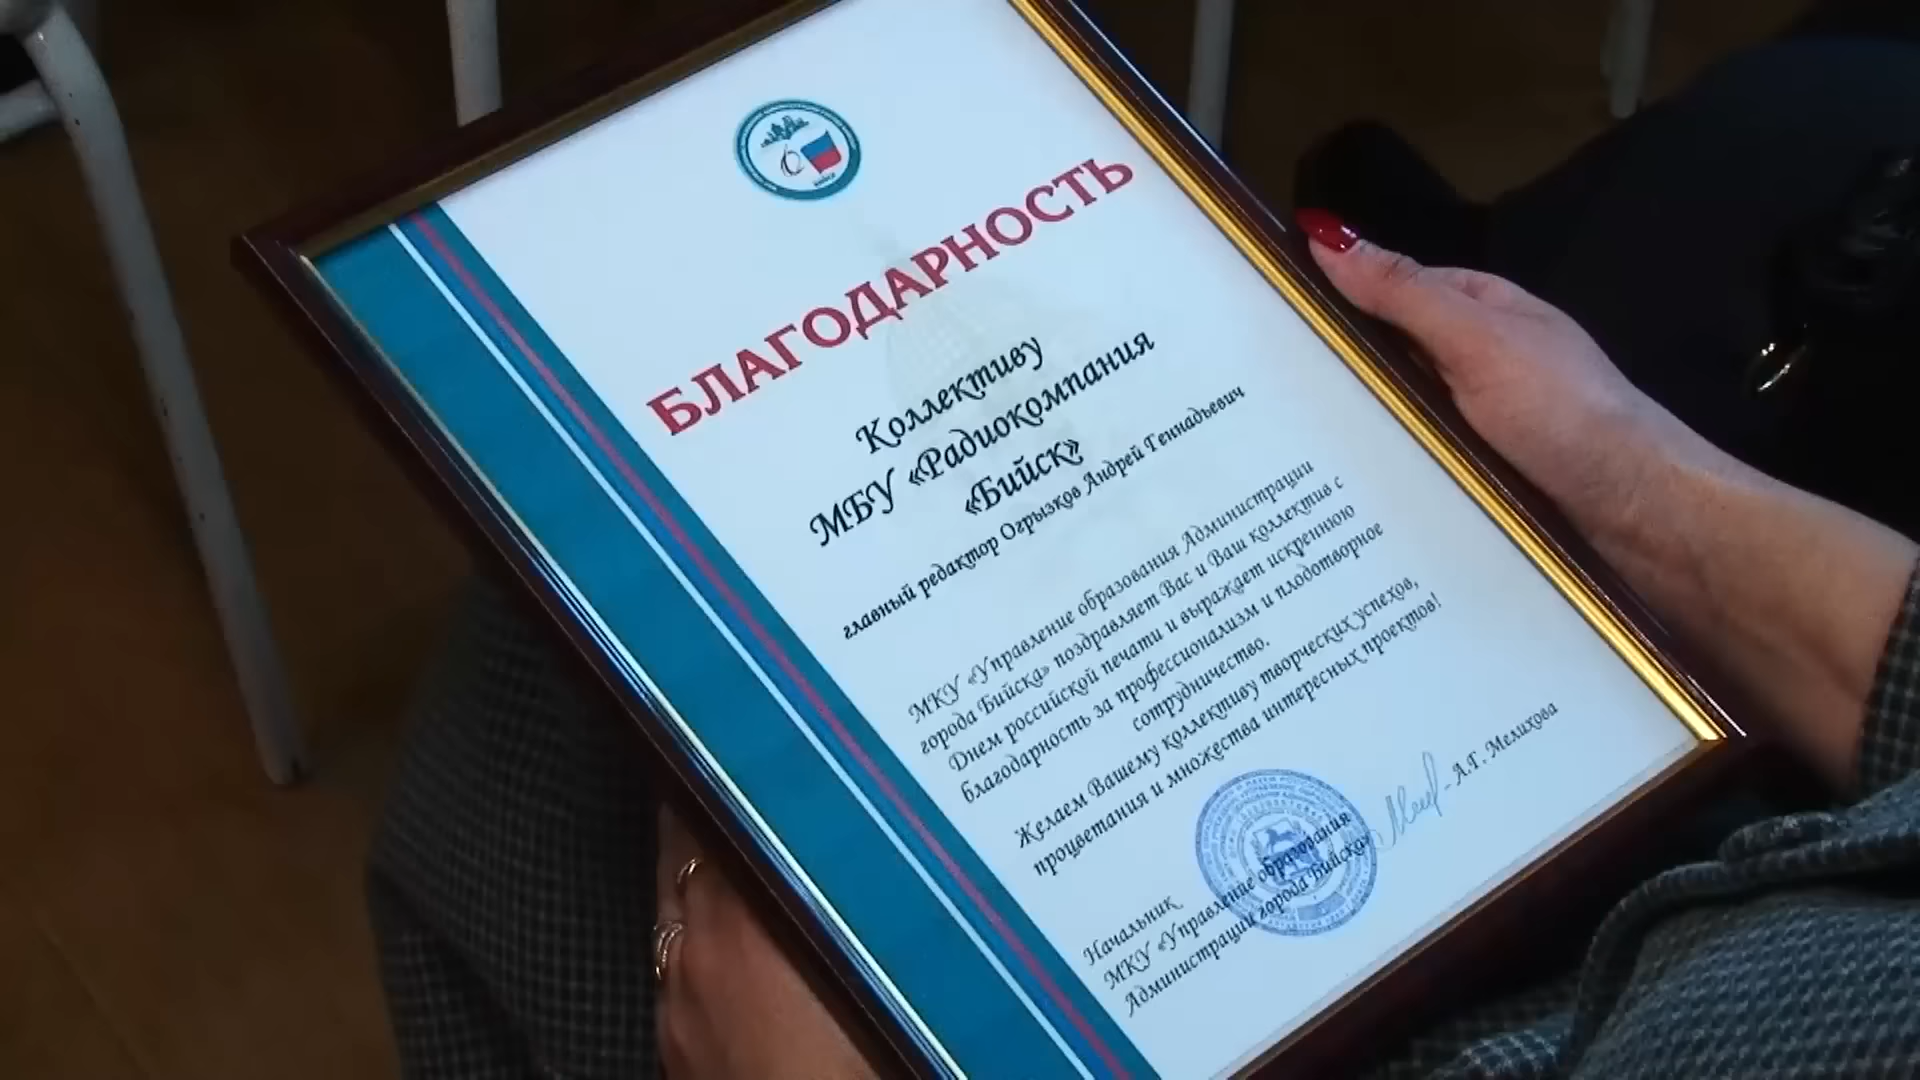 БЛАГОДАРНОСТЬ
Коллективу
МБУ «Радиокомпания
«Бийск»
главный редактор Огрызков Андрей Геннадьевич
МКУ «Управление образования Администрации
города Бийска» поздравляет Вас и Ваш коллектив с
Днем российской печати и выражает искреннюю
благодарность за профессионализм и плодотворное
сотрудничество.
Желаем Вашему коллективу творческих успехов,
процветания и множества интересных проектов!
Начальник
МКУ «Управление образования
Администрации города Бийска»
А.Г. Мелихова